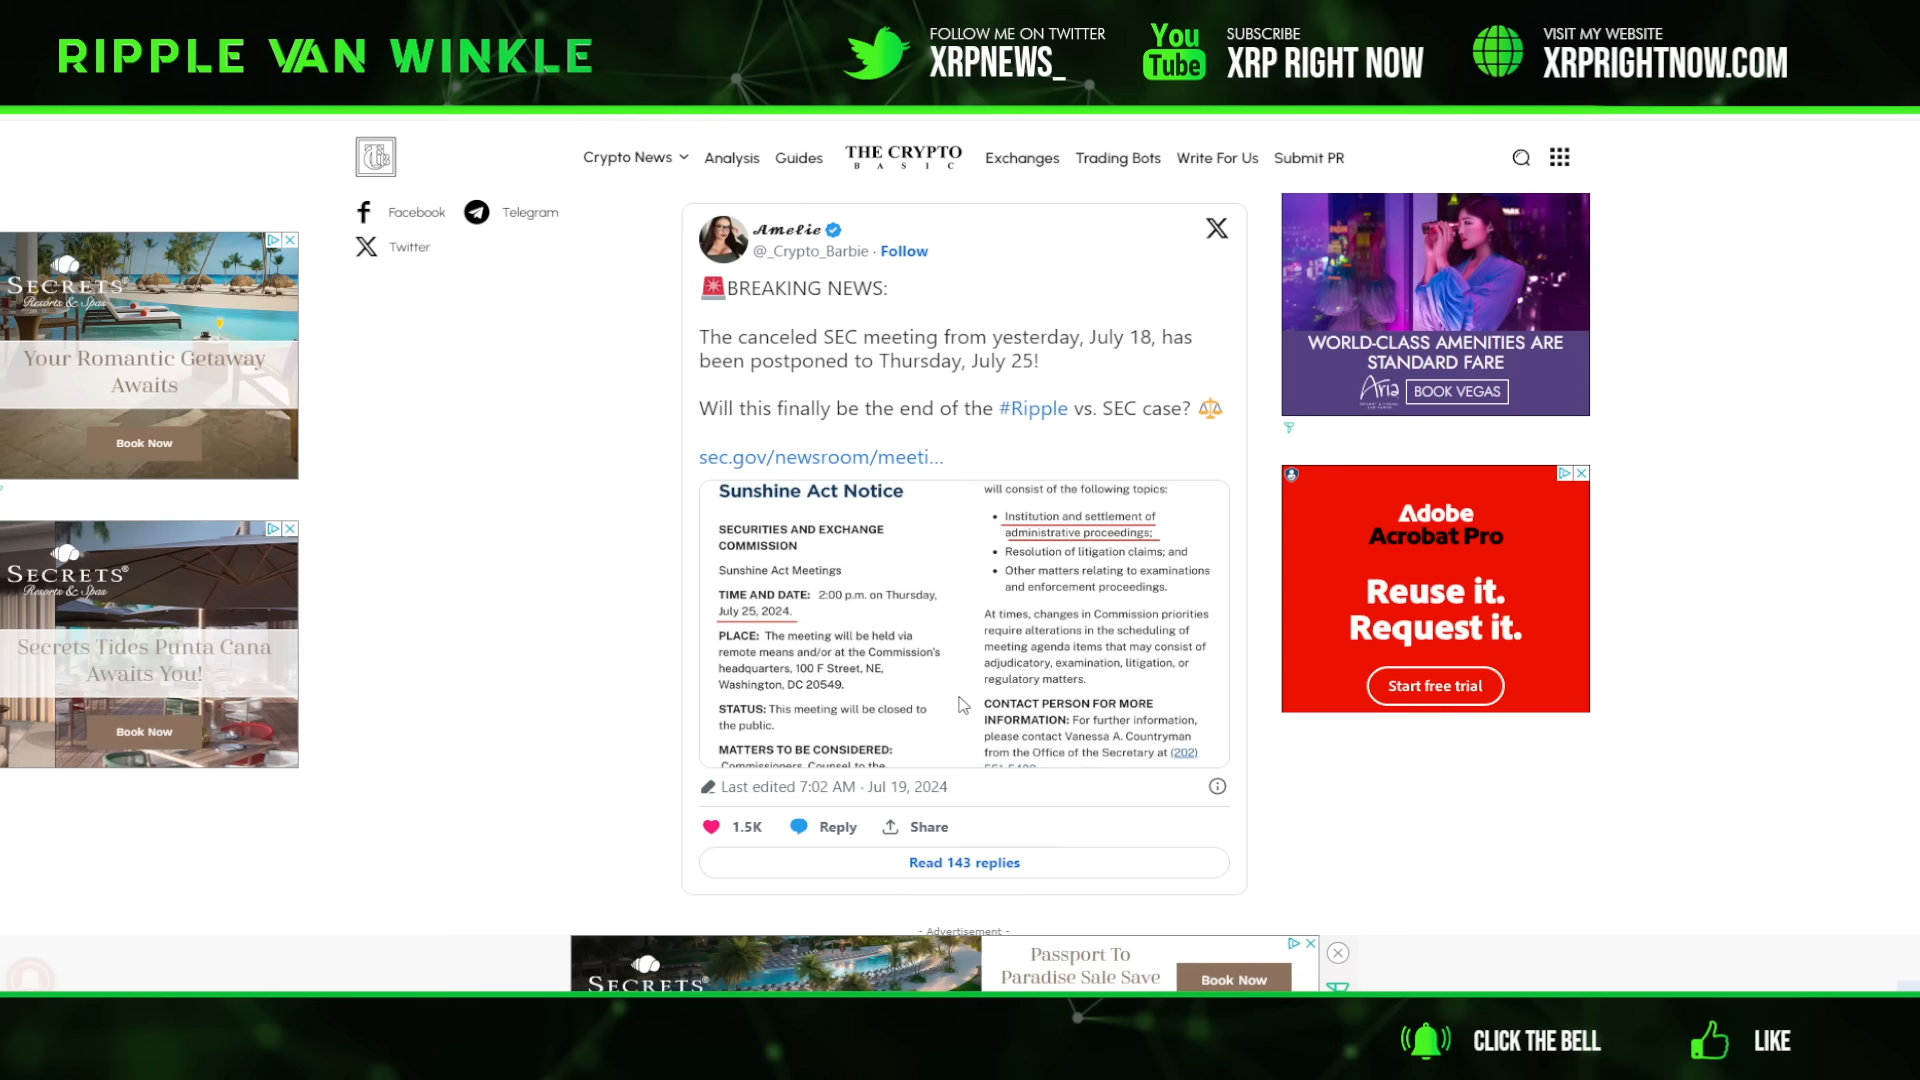 RIPPLE VAN WINKLE
FOLLOW ME ON TWITTER
XRPNEWS_
You
Tube
SUBSCRIBE
XRP RIGHT NOW
VISIT MY WEBSITE
XRPRIGHTNOW.COM
Crypto News
Analysis
Guides
THE CRYPTO
BASIC
Exchanges
Trading Bots
Write For Us
Submit PR
Facebook
Telegram
Twitter
SECRETS®
Resorts & Spas
Your Romantic Getaway
Awaits
Book Now
SECRETS®
Resorts & Spas
Secrets Tides Punta Cana
Awaits You!
Book Now
Amelie
@_Crypto_Barbie · Follow
BREAKING NEWS:
The canceled SEC meeting from yesterday, July 18, has
been postponed to Thursday, July 25!
Will this finally be the end of the #Ripple vs. SEC case?
sec.gov/newsroom/meeti...
Sunshine Act Notice
SECURITIES AND EXCHANGE
COMMISSION
Sunshine Act Meetings
TIME AND DATE: 2:00 p.m. on Thursday,
July 25, 2024.
PLACE: The meeting will be held via
remote means and/or at the Commission's
headquarters, 100 F Street, NE,
Washington, DC 20549.
STATUS: This meeting will be closed to
the public.
MATTERS TO BE CONSIDERED:
Commissioners, Counsel to the
will consist of the following topics:
• Institution and settlement of
administrative proceedings;
• Resolution of litigation claims; and
• Other matters relating to examinations
and enforcement proceedings.
At times, changes in Commission priorities
require alterations in the scheduling of
meeting agenda items that may consist of
adjudicatory, examination, litigation, or
regulatory matters.
CONTACT PERSON FOR MORE
INFORMATION: For further information,
please contact Vanessa A. Countryman
from the Office of the Secretary at (202)
Last edited 7:02 AM · Jul 19, 2024
1.5K
Reply
Share
Read 143 replies
WORLD-CLASS AMENITIES ARE
STANDARD FARE
Aria
BOOK VEGAS
Adobe
Acrobat Pro
Reuse it.
Request it.
Start free trial
- Advertisement -
SECRETS®
Passport To
Paradise Sale Save
Book Now
CLICK THE BELL
LIKE